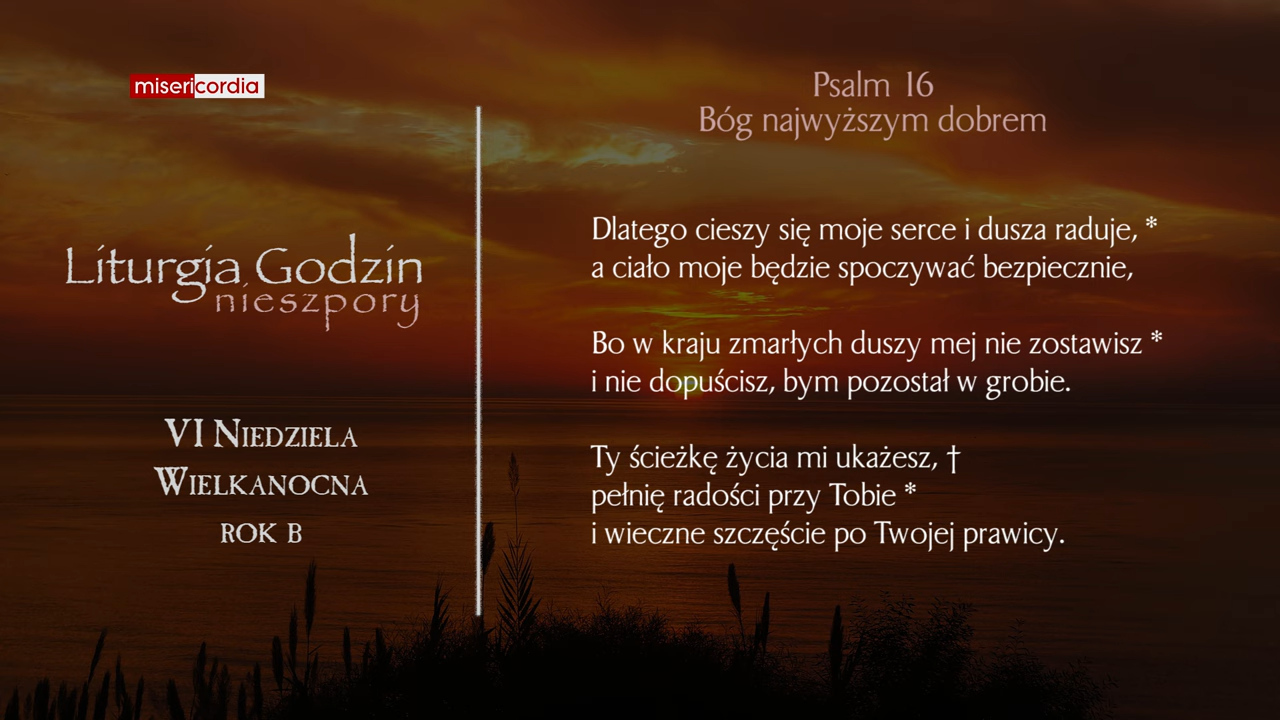 misericordia
Liturgia Godzin
nieszpory
VI Niedziela
Wielkanocna
rok B
Psalm 16
Bóg najwyższym dobrem
Dlatego cieszy się moje serce i dusza raduje, *
a ciało moje będzie spoczywać bezpiecznie,
Bo w kraju zmarłych duszy mej nie zostawisz *
i nie dopuścisz, bym pozostał w grobie.
Ty ścieżkę życia mi ukażesz, †
pełnię radości przy Tobie *
i wieczne szczęście po Twojej prawicy.